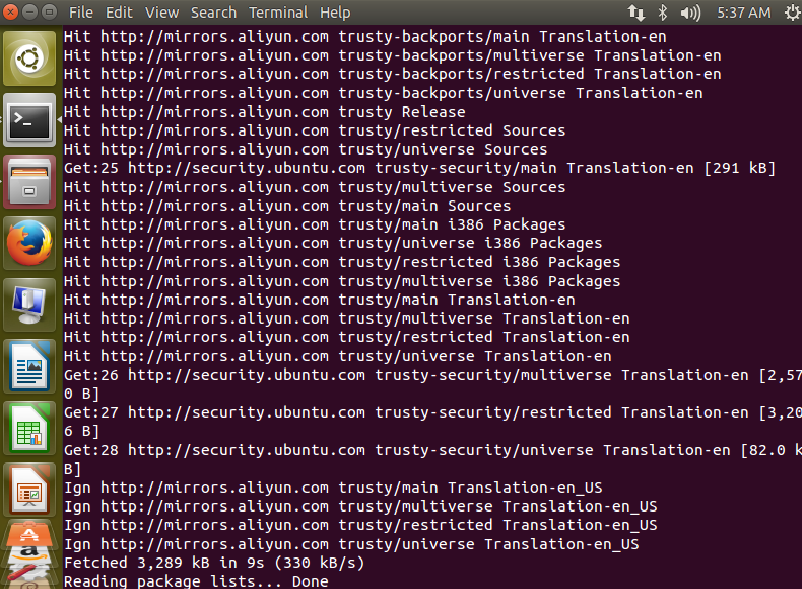 File Edit View Search Terminal Help 5:37 AM
Hit http://mirrors.aliyun.com trusty-backports/main Translation-en
Hit http://mirrors.aliyun.com trusty-backports/multiverse Translation-en
Hit http://mirrors.aliyun.com trusty-backports/restricted Translation-en
Hit http://mirrors.aliyun.com trusty-backports/universe Translation-en
Hit http://mirrors.aliyun.com trusty Release
Hit http://mirrors.aliyun.com trusty/restricted Sources
Hit http://mirrors.aliyun.com trusty/universe Sources
Get:25 http://security.ubuntu.com trusty-security/main Translation-en [291 kB]
Hit http://mirrors.aliyun.com trusty/multiverse Sources
Hit http://mirrors.aliyun.com trusty/main Sources
Hit http://mirrors.aliyun.com trusty/main i386 Packages
Hit http://mirrors.aliyun.com trusty/universe i386 Packages
Hit http://mirrors.aliyun.com trusty/restricted i386 Packages
Hit http://mirrors.aliyun.com trusty/multiverse i386 Packages
Hit http://mirrors.aliyun.com trusty/main Translation-en
Hit http://mirrors.aliyun.com trusty/multiverse Translation-en
Hit http://mirrors.aliyun.com trusty/restricted Translation-en
Hit http://mirrors.aliyun.com trusty/universe Translation-en
Get:26 http://security.ubuntu.com trusty-security/multiverse Translation-en [2,57
0 B]
Get:27 http://security.ubuntu.com trusty-security/restricted Translation-en [3,20
6 B]
Get:28 http://security.ubuntu.com trusty-security/universe Translation-en [82.0 k
B]
Ign http://mirrors.aliyun.com trusty/main Translation-en_US
Ign http://mirrors.aliyun.com trusty/multiverse Translation-en_US
Ign http://mirrors.aliyun.com trusty/restricted Translation-en_US
Ign http://mirrors.aliyun.com trusty/universe Translation-en_US
Fetched 3,289 kB in 9s (330 kB/s)
Reading package lists... Done